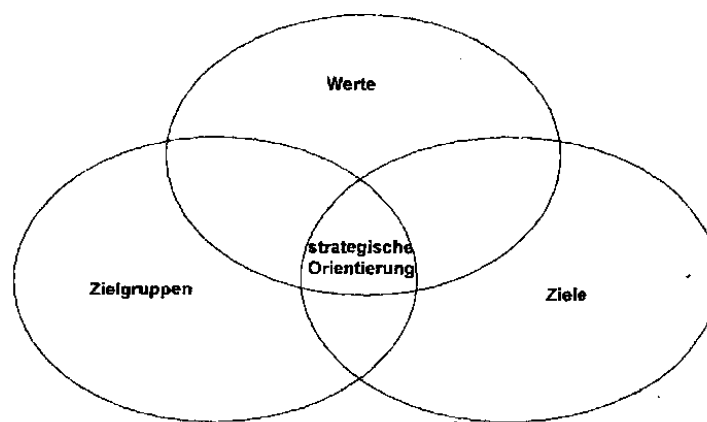 Werte
strategische
Orientierung
Zielgruppen
Ziele